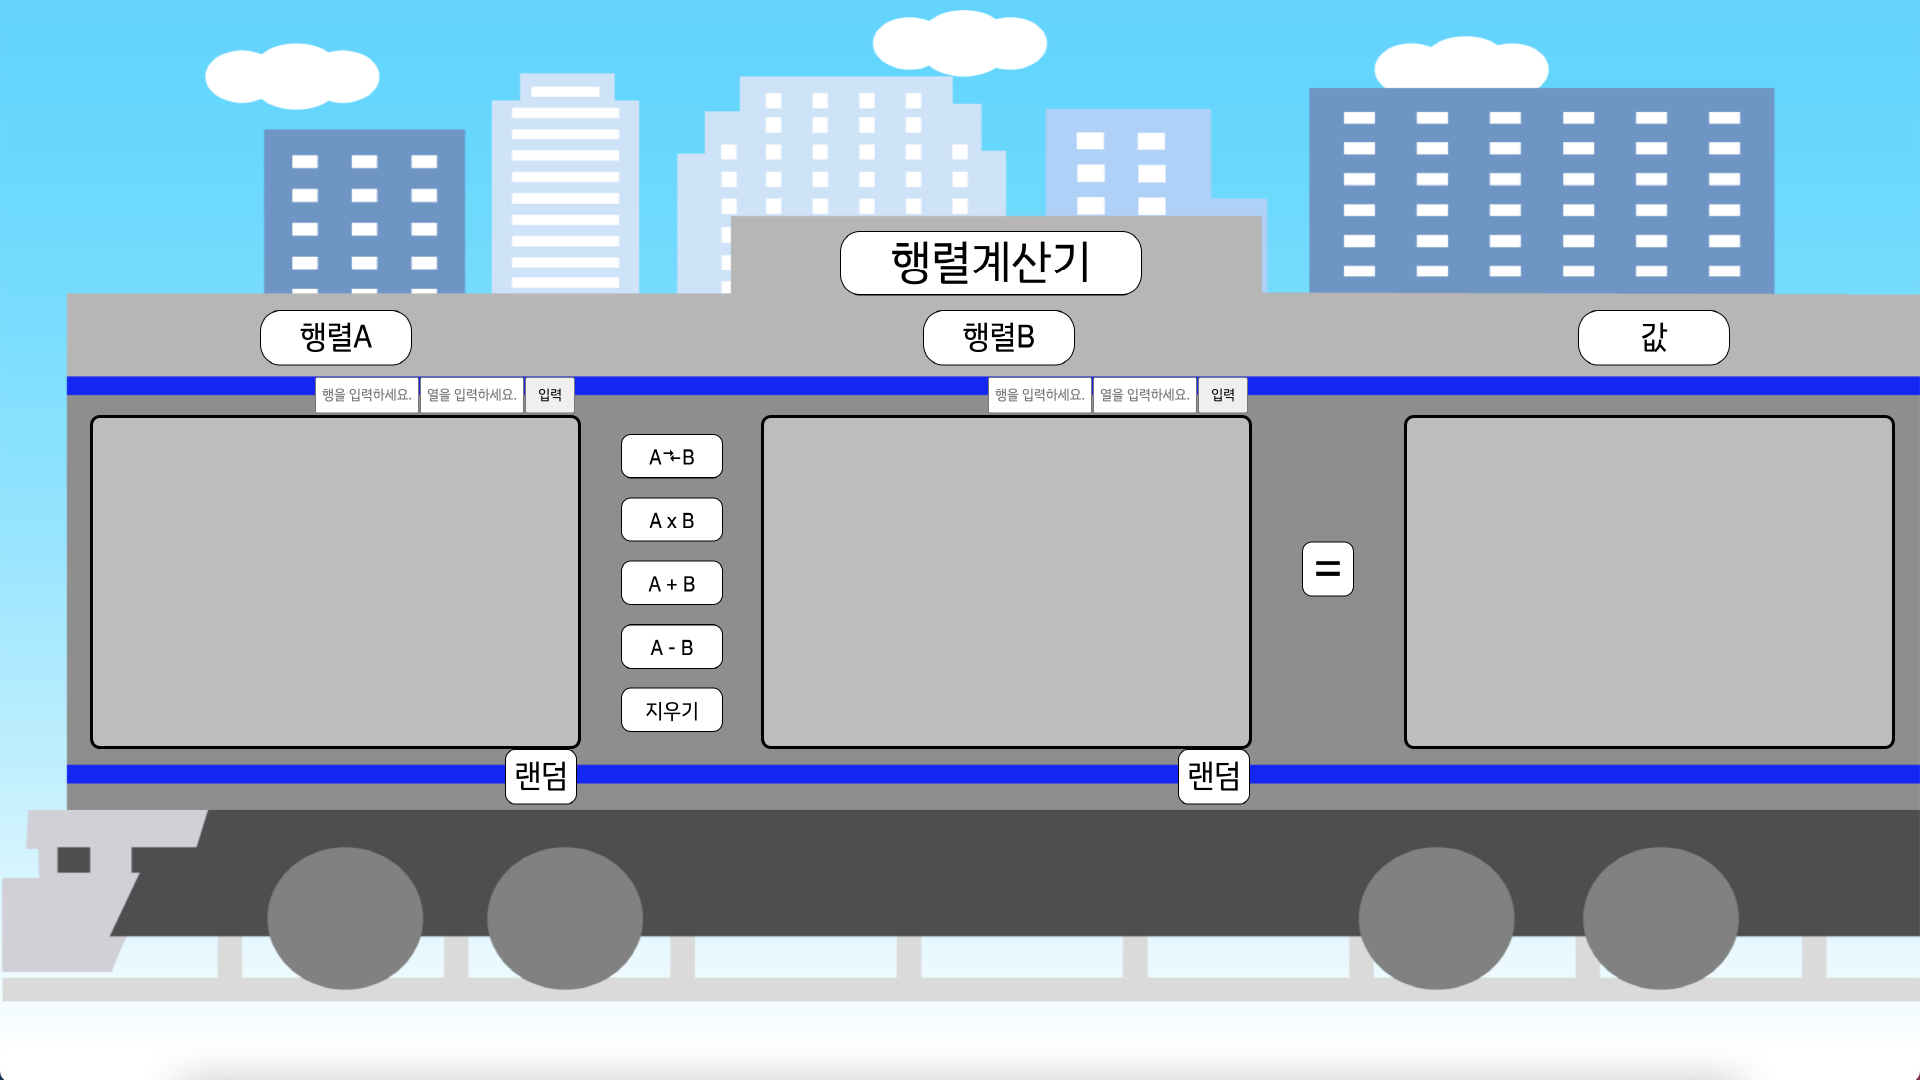 행렬계산기
행렬A
행렬B
값
행을 입력하세요. 열을 입력하세요. 입력
행을 입력하세요. 열을 입력하세요. 입력
A⇄B
A x B
A + B
A - B
지우기
=
랜덤
랜덤